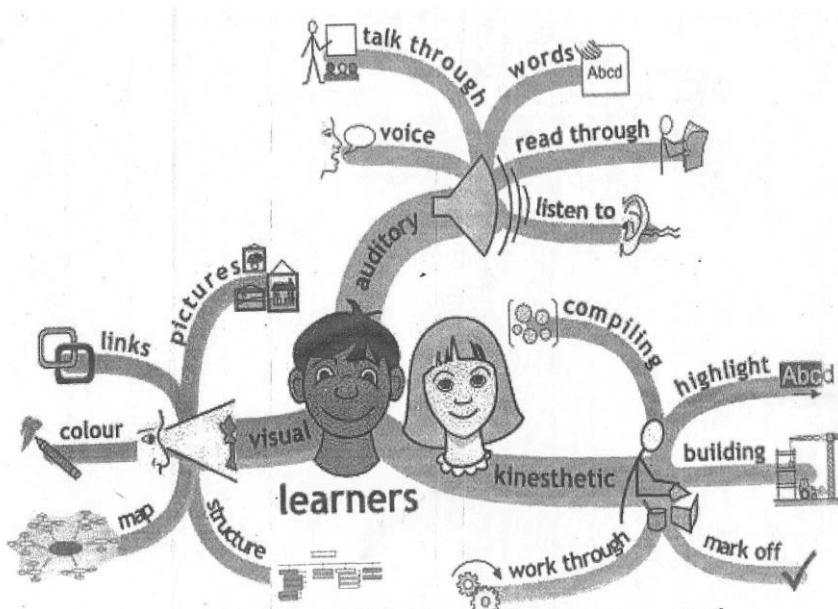 talk through
words
Abcd
voice
read through
listen to
auditory
pictures
links
colour
visual
map
structure
learners
compiling
highlight
Abcd
building
kinesthetic
work through
mark off